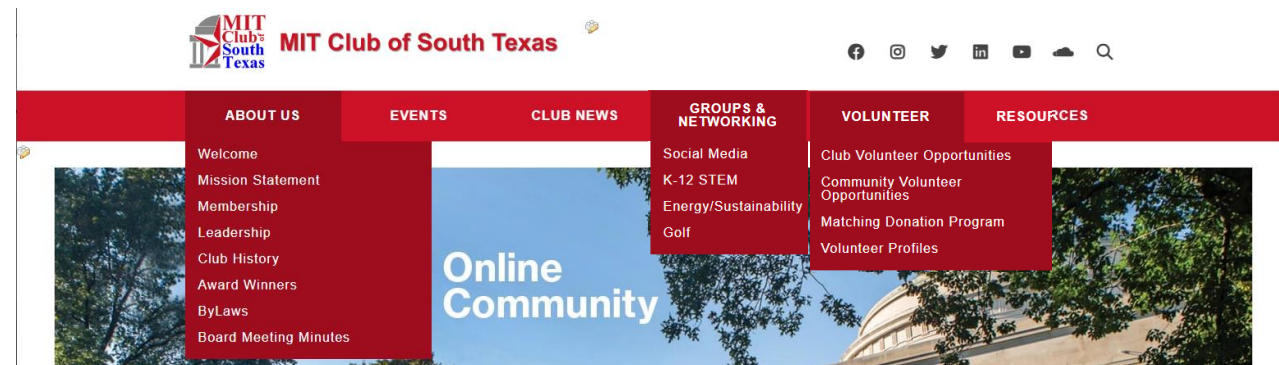 MIT
Club of
South
Texas
MIT Club of South Texas
ABOUT US
EVENTS
CLUB NEWS
GROUPS &
NETWORKING
VOLUNTEER
RESOURCES
Welcome
Mission Statement
Membership
Leadership
Club History
Award Winners
ByLaws
Board Meeting Minutes
Social Media
K-12 STEM
Energy/Sustainability
Golf
Club Volunteer Opportunities
Community Volunteer
Opportunities
Matching Donation Program
Volunteer Profiles
Online
Community